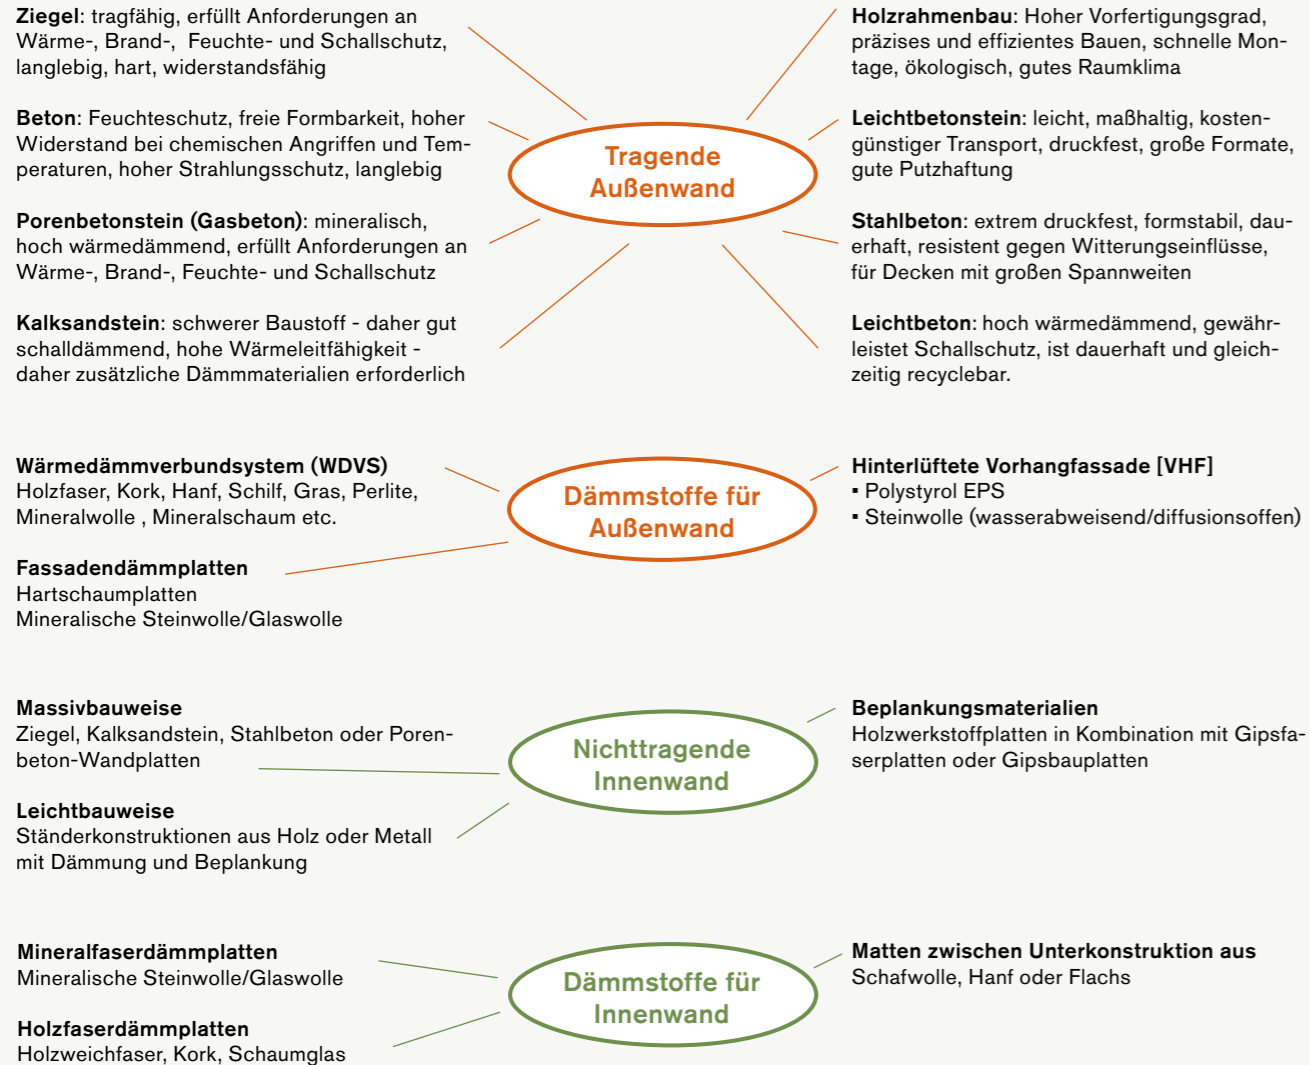 Ziegel: tragfähig, erfüllt Anforderungen an
Wärme-, Brand-, Feuchte- und Schallschutz,
langlebig, hart, widerstandsfähig
Beton: Feuchteschutz, freie Formbarkeit, hoher
Widerstand bei chemischen Angriffen und Tem-
peraturen, hoher Strahlungsschutz, langlebig
Porenbetonstein (Gasbeton): mineralisch,
hoch wärmedämmend, erfüllt Anforderungen an
Wärme-, Brand-, Feuchte- und Schallschutz
Kalksandstein: schwerer Baustoff - daher gut
schalldämmend, hohe Wärmeleitfähigkeit -
daher zusätzliche Dämmmaterialien erforderlich
Tragende
Außenwand
Holzrahmenbau: Hoher Vorfertigungsgrad,
präzises und effizientes Bauen, schnelle Mon-
tage, ökologisch, gutes Raumklima
Leichtbetonstein: leicht, maßhaltig, kosten-
günstiger Transport, druckfest, große Formate,
gute Putzhaftung
Stahlbeton: extrem druckfest, formstabil, dau-
erhaft, resistent gegen Witterungseinflüsse,
für Decken mit großen Spannweiten
Leichtbeton: hoch wärmedämmend, gewähr-
leistet Schallschutz, ist dauerhaft und gleich-
zeitig recyclebar.
Wärmedämmverbundsystem (WDVS)
Holzfaser, Kork, Hanf, Schilf, Gras, Perlite,
Mineralwolle , Mineralschaum etc.
Fassadendämmplatten
Hartschaumplatten
Mineralische Steinwolle/Glaswolle
Dämmstoffe für
Außenwand
Hinterlüftete Vorhangfassade [VHF]
▪ Polystyrol EPS
▪ Steinwolle (wasserabweisend/diffusionsoffen)
Massivbauweise
Ziegel, Kalksandstein, Stahlbeton oder Poren-
beton-Wandplatten
Leichtbauweise
Ständerkonstruktionen aus Holz oder Metall
mit Dämmung und Beplankung
Nichttragende
Innenwand
Beplankungsmaterialien
Holzwerkstoffplatten in Kombination mit Gipsfa-
serplatten oder Gipsbauplatten
Mineralfaserdämmplatten
Mineralische Steinwolle/Glaswolle
Holzfaserdämmplatten
Holzweichfaser, Kork, Schaumglas
Dämmstoffe für
Innenwand
Matten zwischen Unterkonstruktion aus
Schafwolle, Hanf oder Flachs